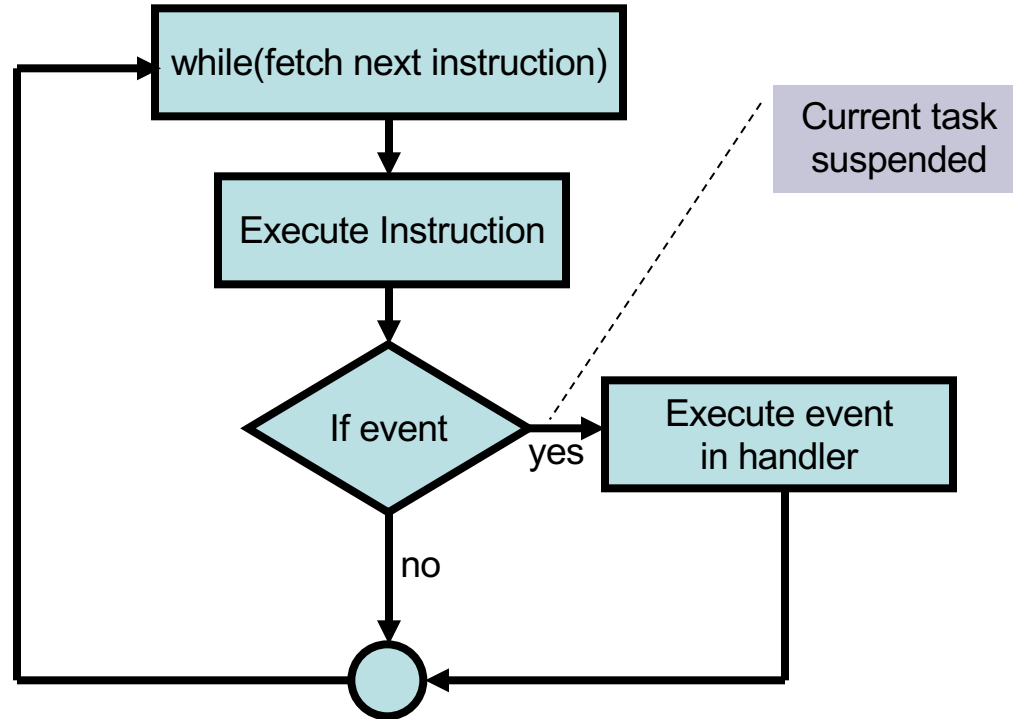 while(fetch next instruction)
Current task
suspended
Execute Instruction
If event
yes
Execute event
in handler
no